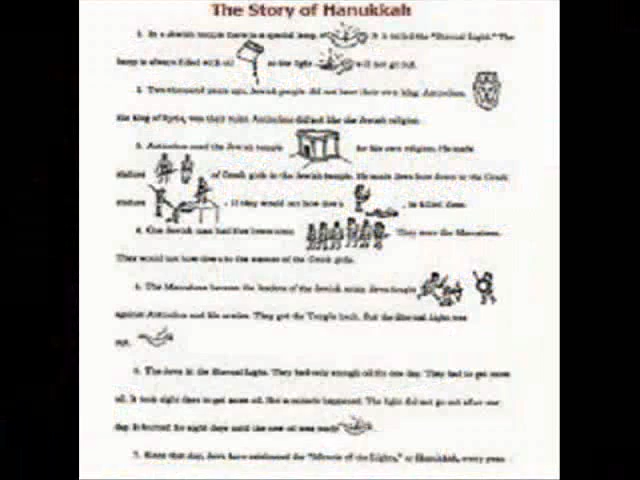 The Story of Hanukkah
1. In a Jewish temple there is a special lamp, it is called the "Eternal Light." The
lamp is always filled with oil so the light will not go out.
2. Two thousand years ago, Jewish people did not have their own king. Antiochus,
the king of Syria, was their ruler. Antiochus did not like the Jewish religion.
3. Antiochus used the Jewish temple for his own religion. He made
statues of Greek gods in the Jewish temple. He made Jews bow down to the Greek
statues. If they would not bow down, he killed them.
4. One Jewish man had five brave sons. They were the Maccabees.
They would not bow down to the statues of the Greek gods.
5. The Maccabees became the leaders of the Jewish army. Jews fought
against Antiochus and his armies. They got the Temple back. But the Eternal Light was
out.
6. The Jews lit the Eternal Light. They had only enough oil for one day. They had to get more
oil. It took eight days to get more oil. But a miracle happened. The light did not go out after one
day. It burned for eight days until the new oil was ready.
7. Since that day, Jews have celebrated the "Miracle of the Lights," or Hanukkah, every year.